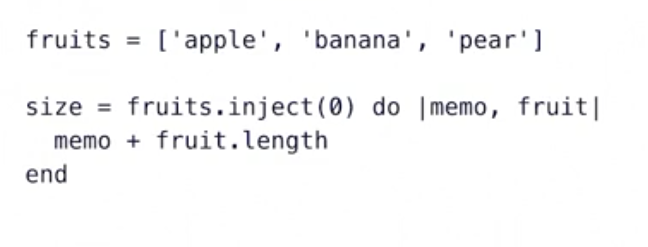 fruits = ['apple', 'banana', 'pear']
size = fruits.inject(0) do |memo, fruit|
  memo + fruit.length
end